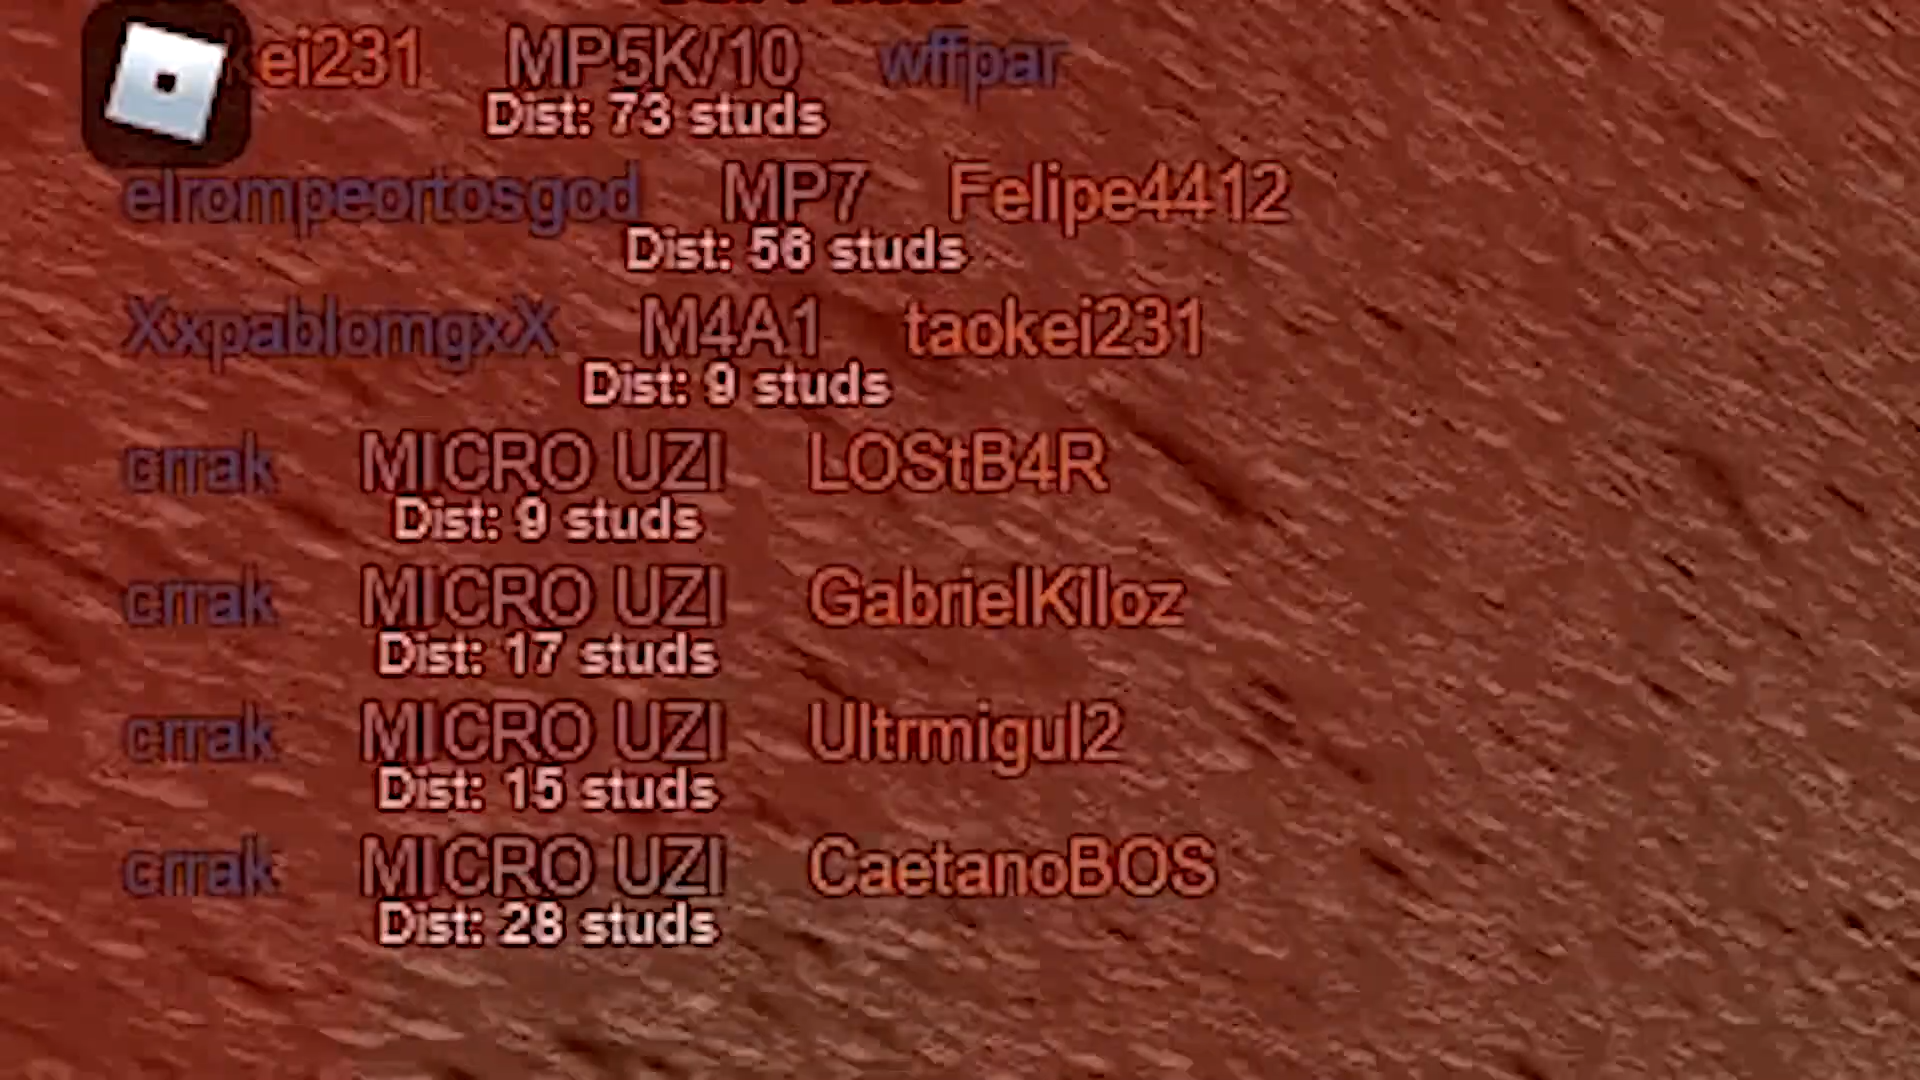 kei231 MP5K/10 wffpar
Dist: 73 studs
elrompeortosgod MP7 Felipe4412
Dist: 56 studs
XxpablomgxX M4A1 taokei231
Dist: 9 studs
crrak MICRO UZI LOStB4R
Dist: 9 studs
crrak MICRO UZI GabrielKiloz
Dist: 17 studs
crrak MICRO UZI Ultrmigul2
Dist: 15 studs
crrak MICRO UZI CaetanoBOS
Dist: 28 studs